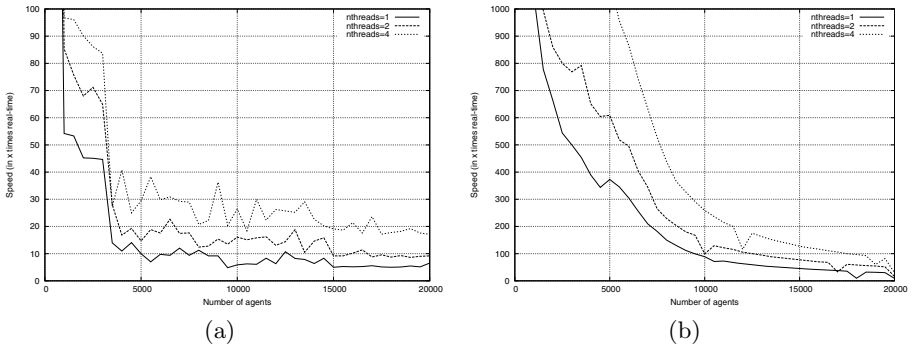 nthreads=1
nthreads=2
nthreads=4
100
90
80
70
60
50
40
30
20
10
0
Speed (in x times real-time)
0
5000
10000
15000
20000
Number of agents
(a)
nthreads=1
nthreads=2
nthreads=4
1000
900
800
700
600
500
400
300
200
100
0
Speed (in x times real-time)
0
5000
10000
15000
20000
Number of agents
(b)